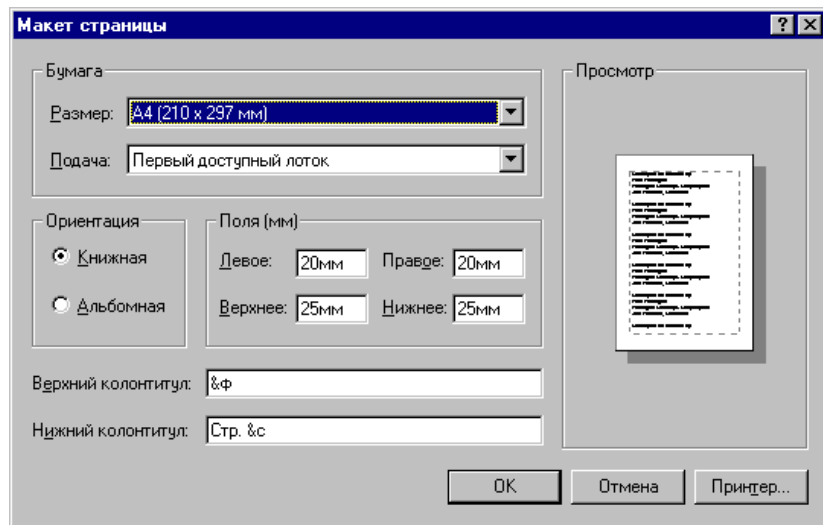 Макет страницы
Бумага
Размер: A4 (210 x 297 мм)
Подача: Первый доступный лоток
Ориентация
Книжная
Альбомная
Поля (мм)
Левое: 20мм Правое: 20мм
Верхнее: 25мм Нижнее: 25мм
Верхний колонтитул: &ф
Нижний колонтитул: Стр. &с
Просмотр
OK Отмена Принтер...